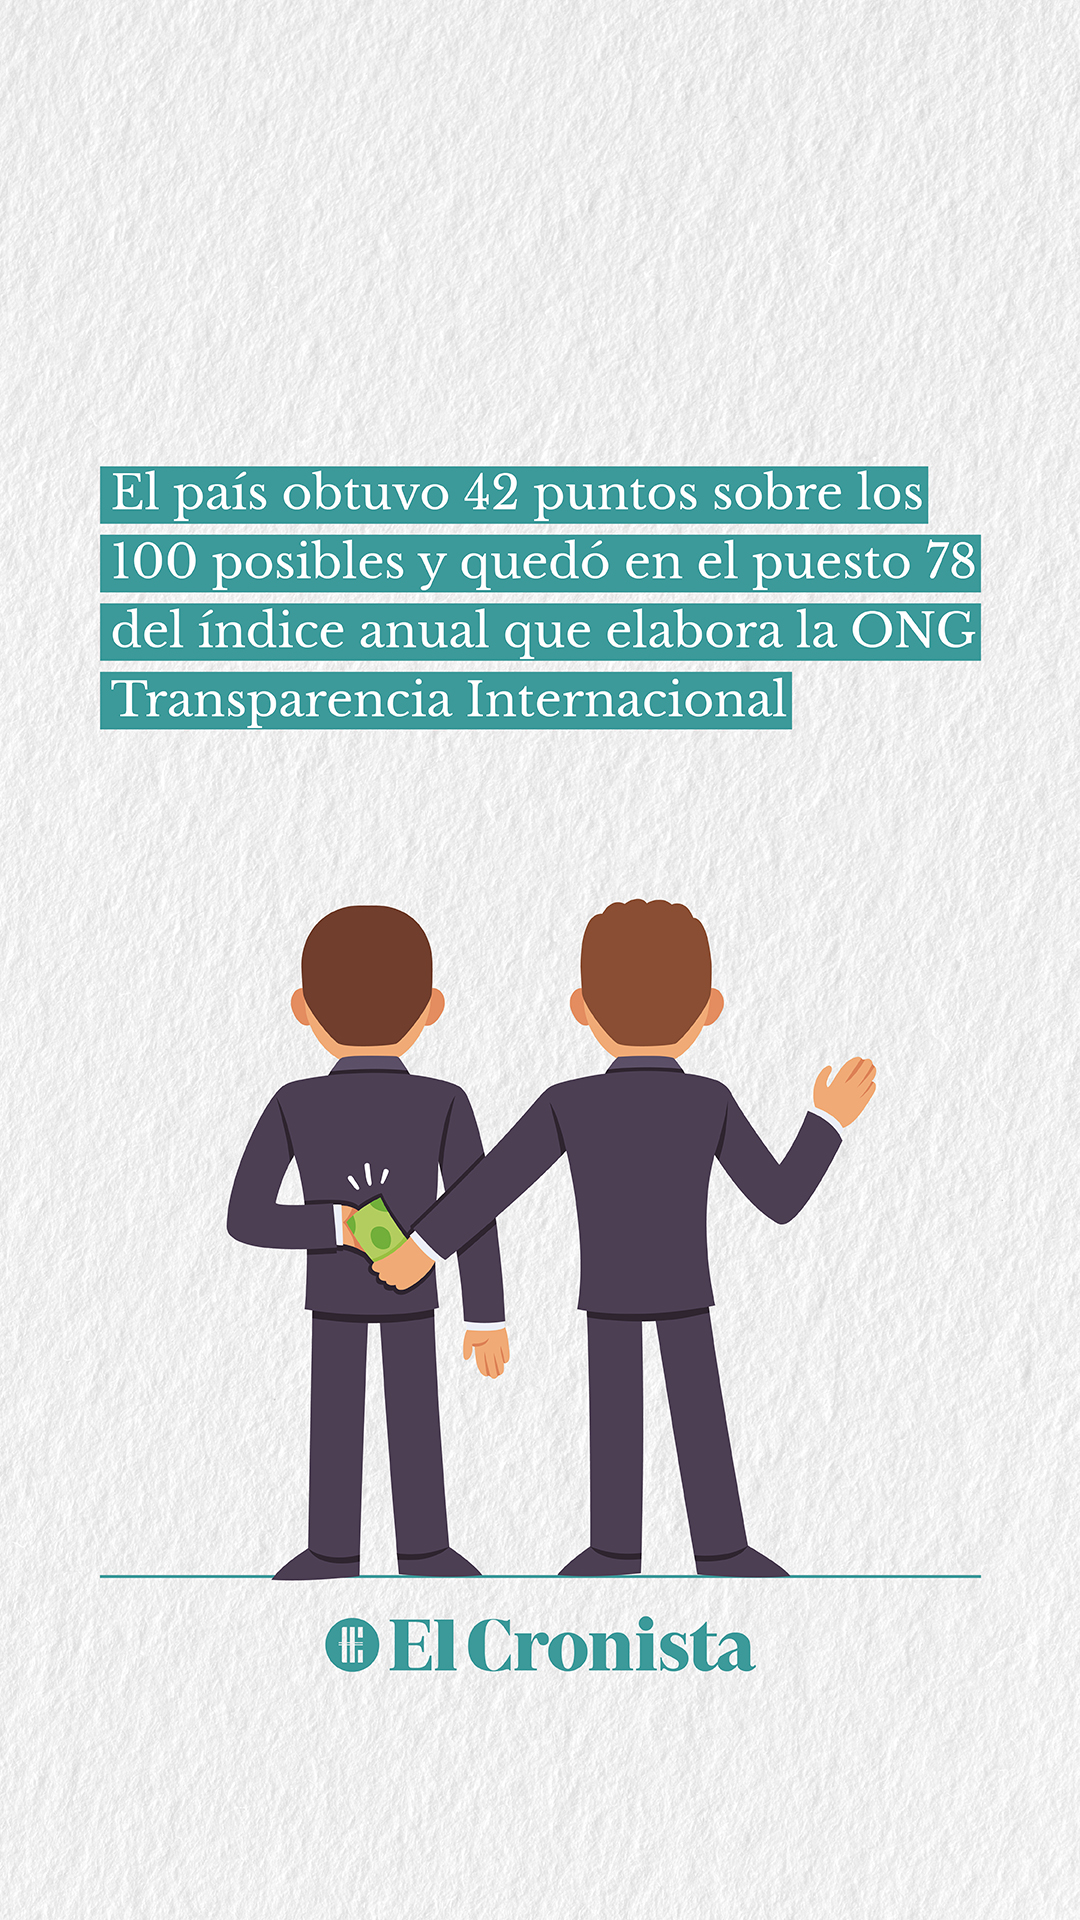 El país obtuvo 42 puntos sobre los
100 posibles y quedó en el puesto 78
del índice anual que elabora la ONG
Transparencia Internacional
El Cronista